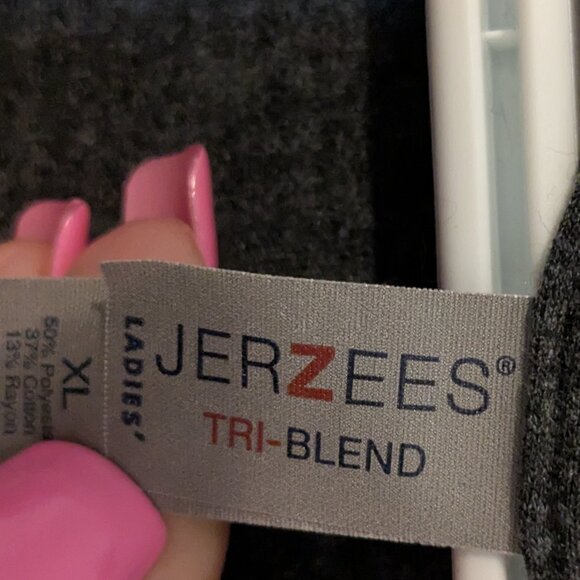 JERZEES®
TRI-BLEND
LADIES'
XL
50% Polyester
37% Cotton
13% Rayon